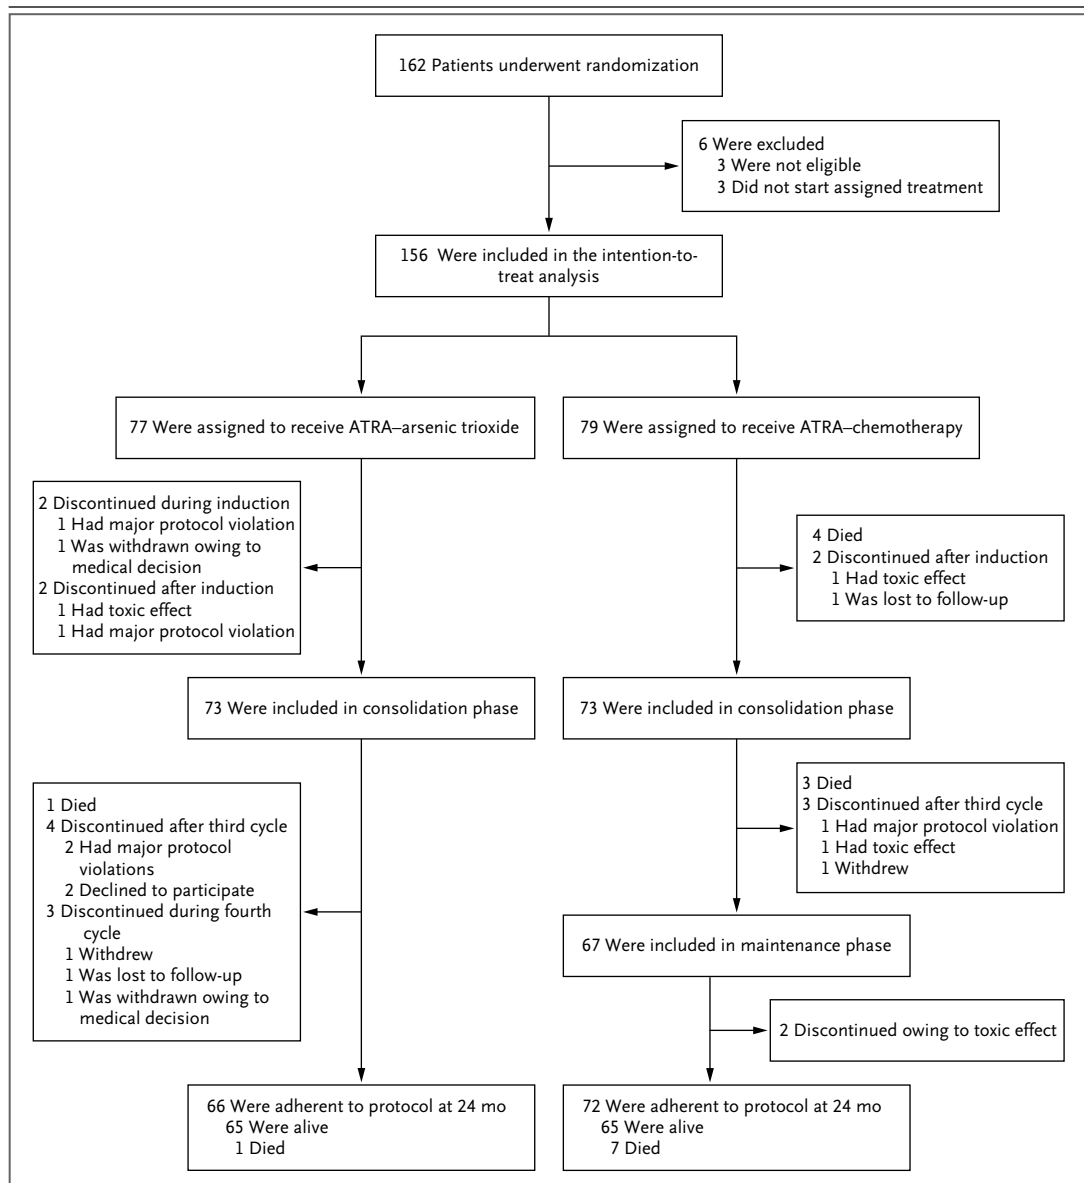 162 Patients underwent randomization
6 Were excluded
3 Were not eligible
3 Did not start assigned treatment
156 Were included in the intention-to-
treat analysis
77 Were assigned to receive ATRA–arsenic trioxide
79 Were assigned to receive ATRA–chemotherapy
2 Discontinued during induction
1 Had major protocol violation
1 Was withdrawn owing to
medical decision
2 Discontinued after induction
1 Had toxic effect
1 Had major protocol violation
4 Died
2 Discontinued after induction
1 Had toxic effect
1 Was lost to follow-up
73 Were included in consolidation phase
73 Were included in consolidation phase
1 Died
4 Discontinued after third cycle
2 Had major protocol
violations
2 Declined to participate
3 Discontinued during fourth
cycle
1 Withdrew
1 Was lost to follow-up
1 Was withdrawn owing to
medical decision
3 Died
3 Discontinued after third cycle
1 Had major protocol violation
1 Had toxic effect
1 Withdrew
67 Were included in maintenance phase
2 Discontinued owing to toxic effect
66 Were adherent to protocol at 24 mo
65 Were alive
1 Died
72 Were adherent to protocol at 24 mo
65 Were alive
7 Died